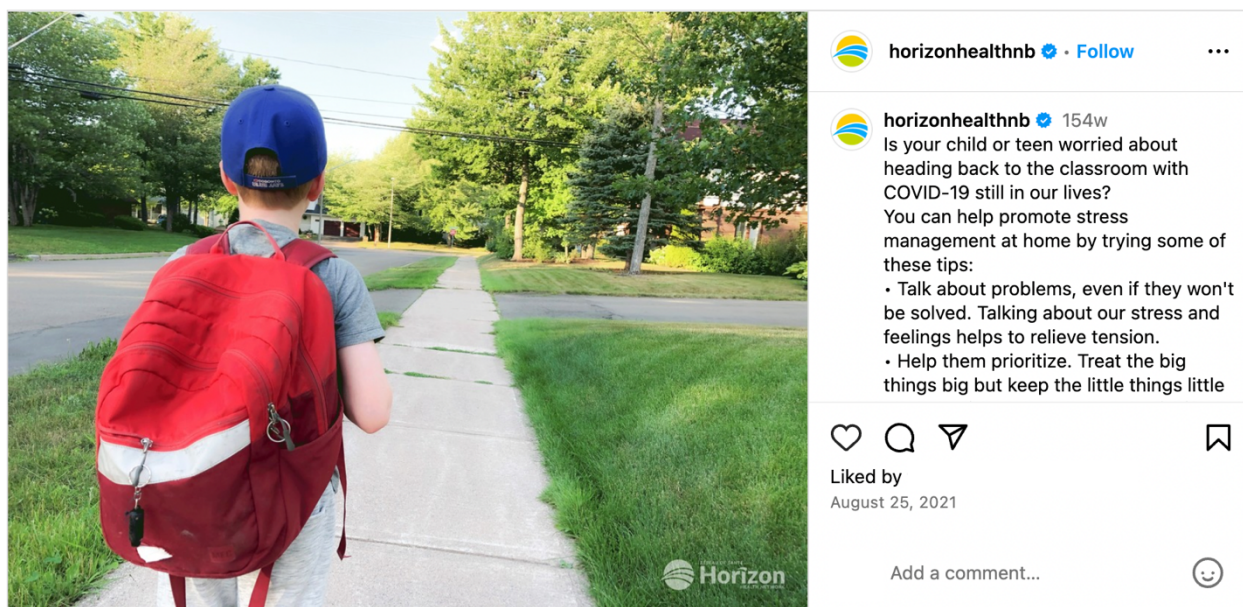 horizonhealthnb • Follow
horizonhealthnb 154w
Is your child or teen worried about
heading back to the classroom with
COVID-19 still in our lives?
You can help promote stress
management at home by trying some of
these tips:
• Talk about problems, even if they won't
be solved. Talking about our stress and
feelings helps to relieve tension.
• Help them prioritize. Treat the big
things big but keep the little things little
Liked by
August 25, 2021
Add a comment...
Horizon